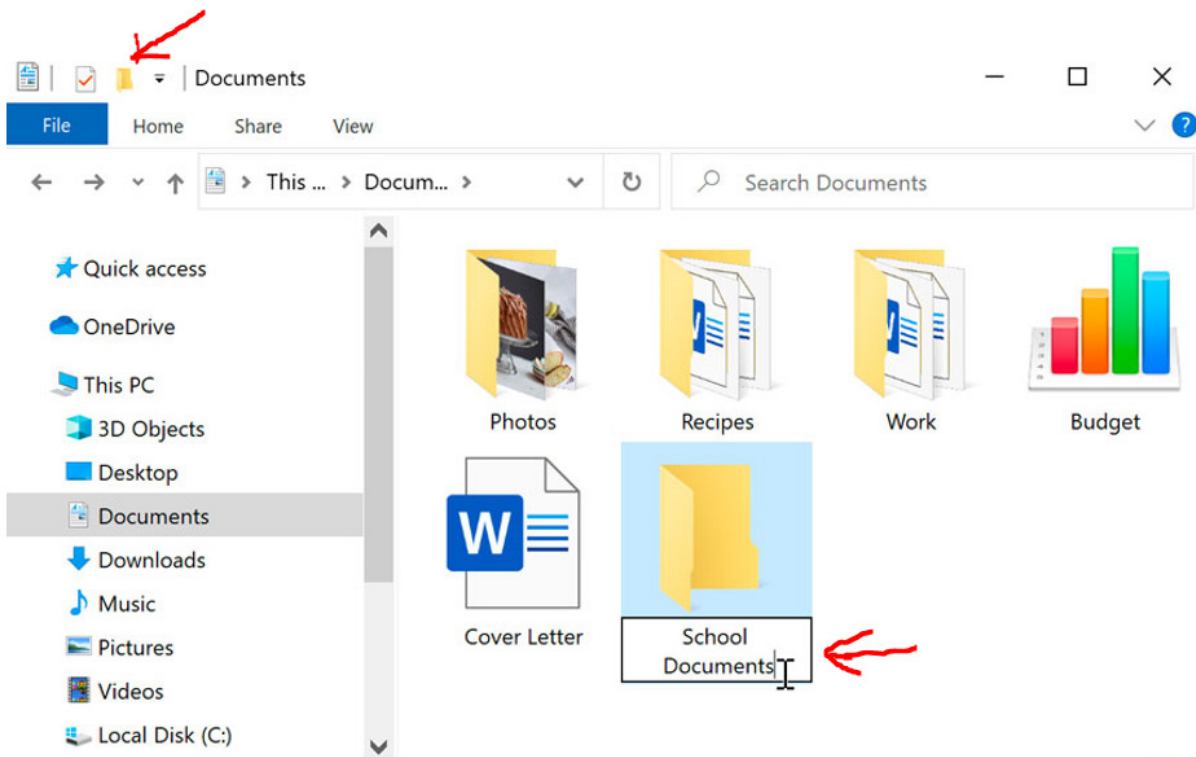 Documents
File Home Share View ?
This ... Docum... Search Documents
Quick access
OneDrive
This PC
3D Objects
Desktop
Documents
Downloads
Music
Pictures
Videos
Local Disk (C:)
Photos Recipes Work Budget
W
Cover Letter School
Documents